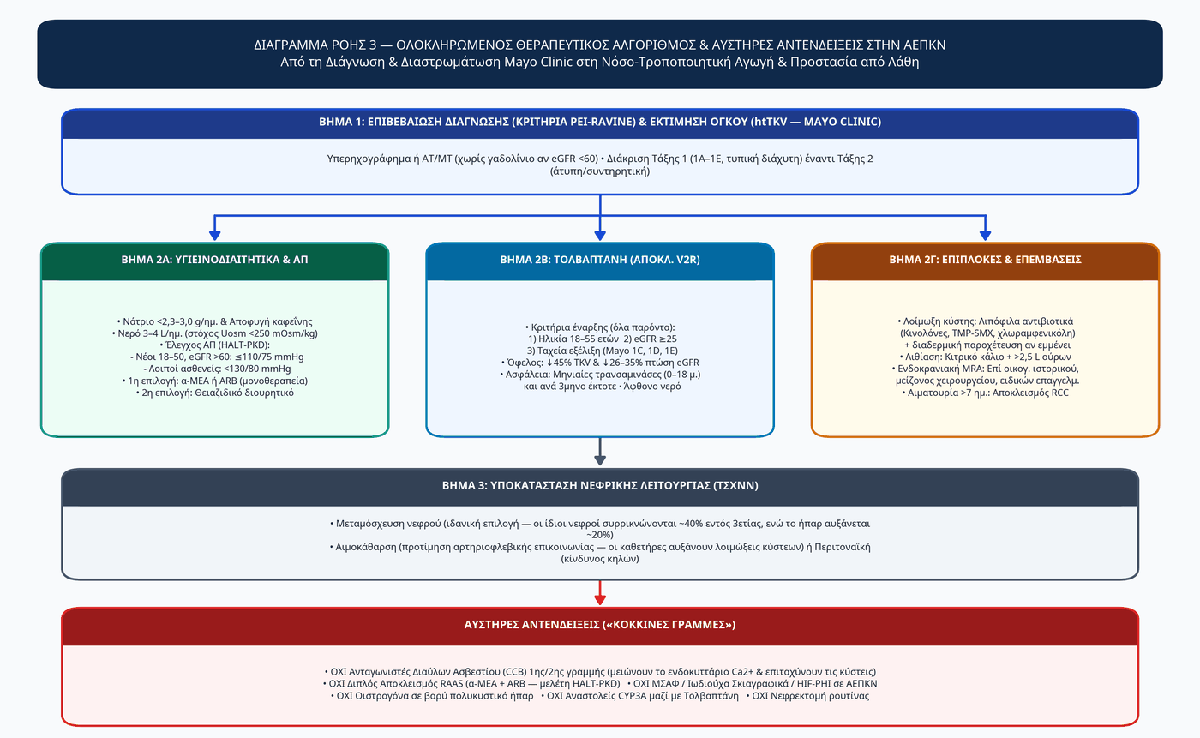 ΔΙΑΓΡΑΜΜΑ ΡΟΗΣ 3 — ΟΛΟΚΛΗΡΩΜΕΝΟΣ ΘΕΡΑΠΕΥΤΙΚΟΣ ΑΛΓΟΡΙΘΜΟΣ & ΑΥΣΤΗΡΕΣ ΑΝΤΕΝΔΕΙΞΕΙΣ ΣΤΗΝ ΑΕΠΚΝ
Από τη Διάγνωση & Διαστρωμάτωση Mayo Clinic στη Νόσο-Τροποποιητική Αγωγή & Προστασία από Λάθη
ΒΗΜΑ 1: ΕΠΙΒΕΒΑΙΩΣΗ ΔΙΑΓΝΩΣΗΣ (ΚΡΙΤΗΡΙΑ PEI-RAVINE) & ΕΚΤΙΜΗΣΗ ΟΓΚΟΥ (htTKV — MAYO CLINIC)
Υπερηχογράφημα ή ΑΤ/ΜΤ (χωρίς γαδολίνιο αν eGFR <60) · Διάκριση Τάξης 1 (1A–1E, τυπική διάχυτη) έναντι Τάξης 2
(άτυπη/συντηρητική)
ΒΗΜΑ 2Α: ΥΓΙΕΙΝΟΔΙΑΙΤΗΤΙΚΑ & ΑΠ
• Νάτριο <2,3–3,0 g/ημ. & Αποφυγή καφεΐνης
• Νερό 3–4 L/ημ. (στόχος Uosm <250 mOsm/kg)
• Έλεγχος ΑΠ (HALT-PKD):
- Νέοι 18–50, eGFR >60: ≤110/75 mmHg
- Λοιποί ασθενείς: <130/80 mmHg
• 1η επιλογή: α-ΜΕΑ ή ARB (μονοθεραπεία)
• 2η επιλογή: Θειαζιδικό διουρητικό
ΒΗΜΑ 2Β: ΤΟΛΒΑΠΤΑΝΗ (ΑΠΟΚΛ. V2R)
• Κριτήρια έναρξης (όλα παρόντα):
1) Ηλικία 18–55 ετών 2) eGFR ≥25
3) Ταχεία εξέλιξη (Mayo 1C, 1D, 1E)
• Όφελος: ↓45% TKV & ↓26–35% πτώση eGFR
• Ασφάλεια: Μηνιαίες τρανσαμινάσες (0–18 μ.)
και ανά 3μηνο έκτοτε · Άφθονο νερό
ΒΗΜΑ 2Γ: ΕΠΙΠΛΟΚΕΣ & ΕΠΕΜΒΑΣΕΙΣ
• Λοίμωξη κύστης: Λιπόφιλα αντιβιοτικά
(Κινολόνες, TMP-SMX, χλωραμφενικόλη)
+ διαδερμική παροχέτευση αν εμμένει
• Λιθίαση: Κιτρικό κάλιο + >2,5 L ούρων
• Ενδοκρανιακή MRA: Επί οικογ. ιστορικού,
μείζονος χειρουργείου, ειδικών επαγγελμ.
• Αιματουρία >7 ημ.: Αποκλεισμός RCC
ΒΗΜΑ 3: ΥΠΟΚΑΤΑΣΤΑΣΗ ΝΕΦΡΙΚΗΣ ΛΕΙΤΟΥΡΓΙΑΣ (ΤΣΧΝΝ)
• Μεταμόσχευση νεφρού (ιδανική επιλογή — οι ίδιοι νεφροί συρρικνώνονται ~40% εντός 3ετίας, ενώ το ήπαρ αυξάνεται
~20%)
• Αιμοκάθαρση (προτίμηση αρτηριοφλεβικής επικοινωνίας — οι καθετήρες αυξάνουν λοιμώξεις κύστεων) ή Περιτοναϊκή
(κίνδυνος κηλών)
ΑΥΣΤΗΡΕΣ ΑΝΤΕΝΔΕΙΞΕΙΣ («ΚΟΚΚΙΝΕΣ ΓΡΑΜΜΕΣ»)
• ΟΧΙ Ανταγωνιστές Διαύλων Ασβεστίου (CCB) 1ης/2ης γραμμής (μειώνουν το ενδοκυττάριο Ca2+ & επιταχύνουν τις κύστεις)
• ΟΧΙ Διπλός Αποκλεισμός RAAS (α-ΜΕΑ + ARB — μελέτη HALT-PKD) • ΟΧΙ ΜΣΑΦ / Ιωδιούχα Σκιαγραφικά / HIF-PHI σε ΑΕΠΚΝ
• ΟΧΙ Οιστρογόνα σε βαρύ πολυκυστικό ήπαρ • ΟΧΙ Αναστολείς CYP3A μαζί με Τολβαπτάνη • ΟΧΙ Νεφρεκτομή ρουτίνας